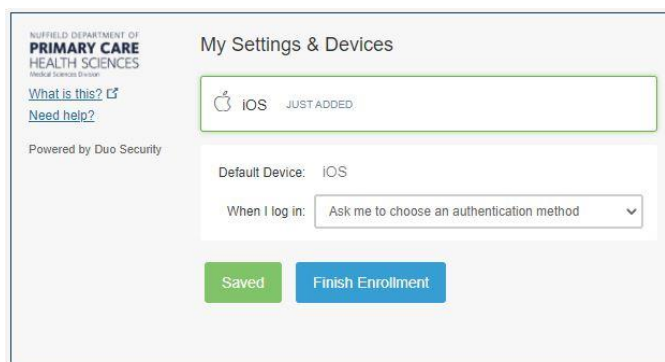 NUFFIELD DEPARTMENT OF
PRIMARY CARE
HEALTH SCIENCES
Medical Sciences Division
What is this?
Need help?
Powered by Duo Security
My Settings & Devices
iOS JUST ADDED
Default Device: iOS
When I log in: Ask me to choose an authentication method
Saved Finish Enrollment